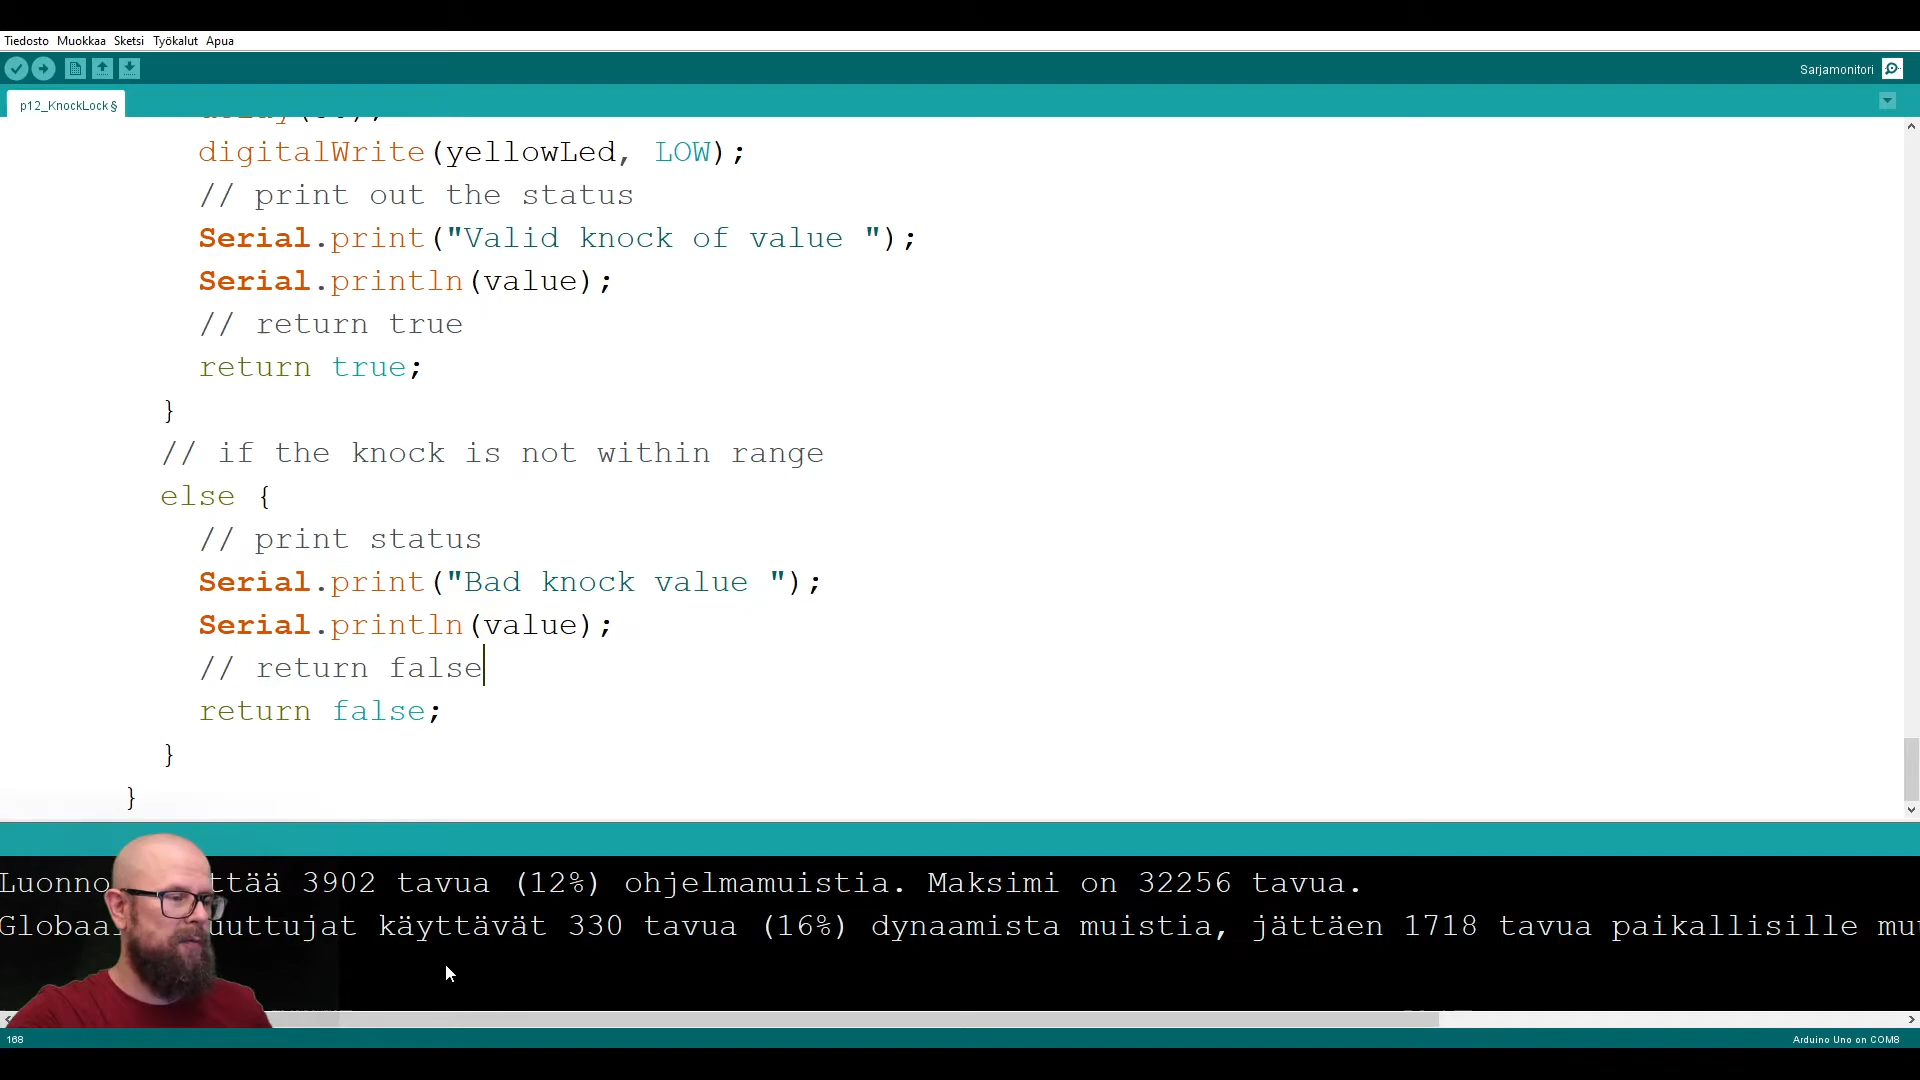 Tiedosto Muokkaa Sketsi Työkalut Apua
Sarjamonitori
p12_KnockLock §
digitalWrite(yellowLed, LOW);
// print out the status
Serial.print("Valid knock of value ");
Serial.println(value);
// return true
return true;
}
// if the knock is not within range
else {
// print status
Serial.print("Bad knock value ");
Serial.println(value);
// return false
return false;
}
}
Luonno ttää 3902 tavua (12%) ohjelmamuistia. Maksimi on 32256 tavua.
Globaa uuttujat käyttävät 330 tavua (16%) dynaamista muistia, jättäen 1718 tavua paikallisille mu
168
Arduino Uno on COM8